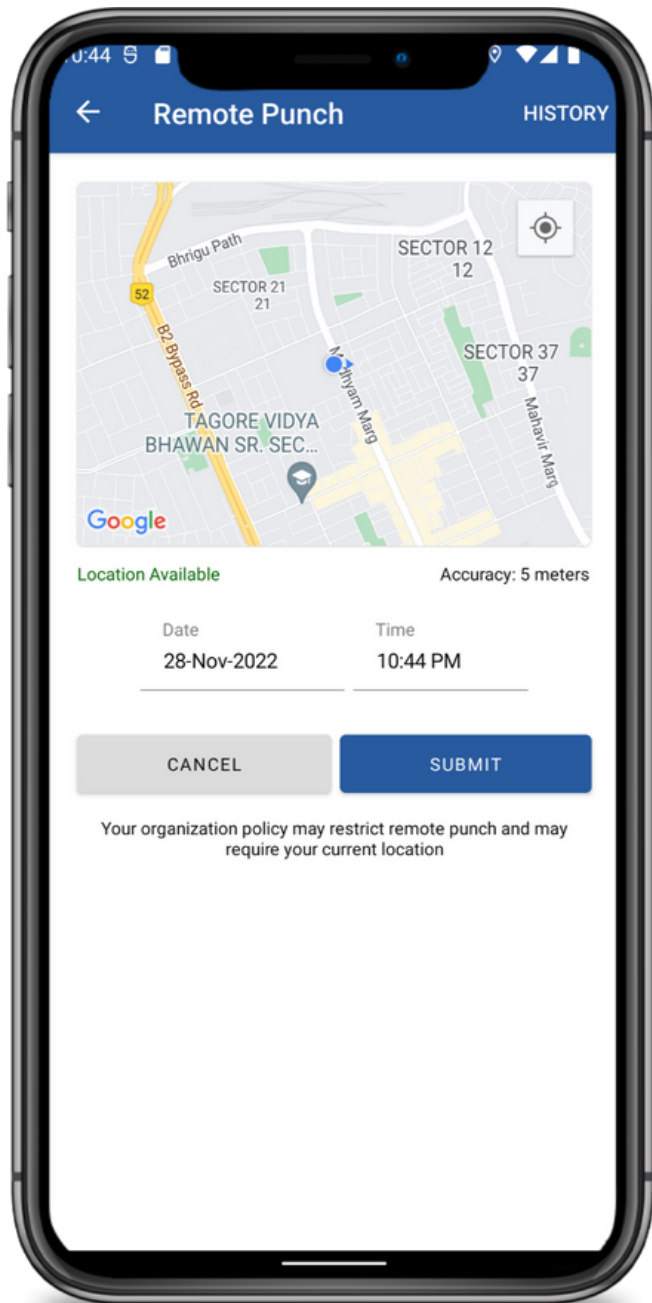 0:44
Remote Punch
HISTORY
Bhrigu Path
SECTOR 12
12
52
SECTOR 21
21
B2 Bypass Rd
SECTOR 37
37
Madhyam Marg
Mahavir Marg
TAGORE VIDYA
BHAWAN SR. SEC...
Google
Location Available
Accuracy: 5 meters
Date
Time
28-Nov-2022
10:44 PM
CANCEL
SUBMIT
Your organization policy may restrict remote punch and may
require your current location